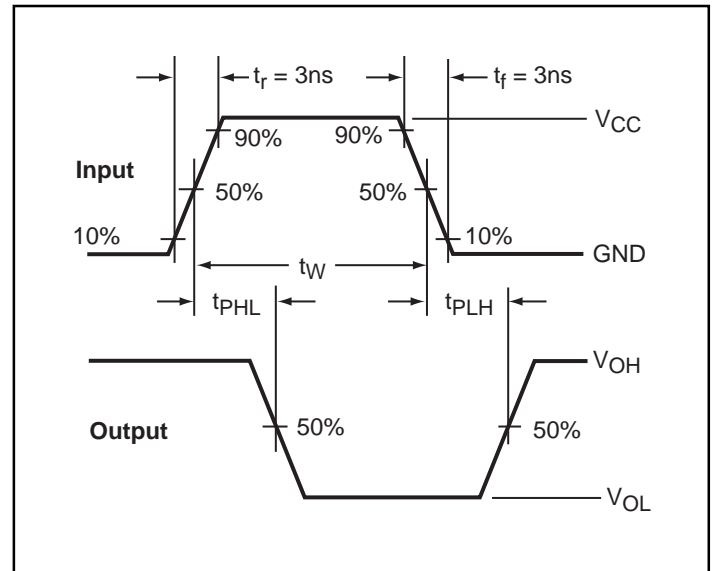 tr = 3ns tf = 3ns
VCC
90% 90%
Input
50% 50%
10% 10%
GND
tW
tPHL tPLH
VOH
Output
50% 50%
VOL